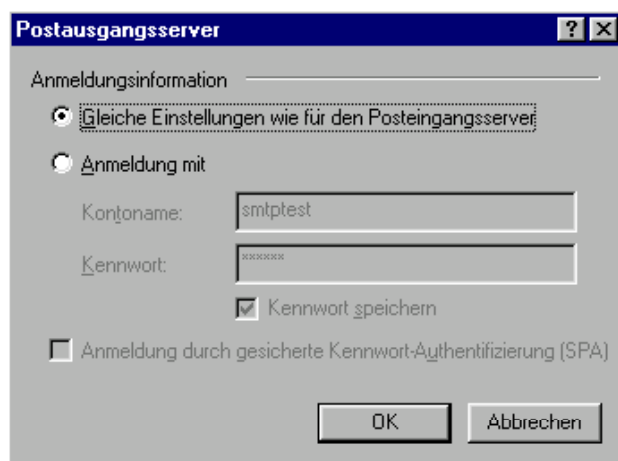 Postausgangsserver
Anmeldungsinformation
Gleiche Einstellungen wie für den Posteingangsserver
Anmeldung mit
Kontoname: smtptest
Kennwort: ******
Kennwort speichern
Anmeldung durch gesicherte Kennwort-Authentifizierung (SPA)
OK Abbrechen